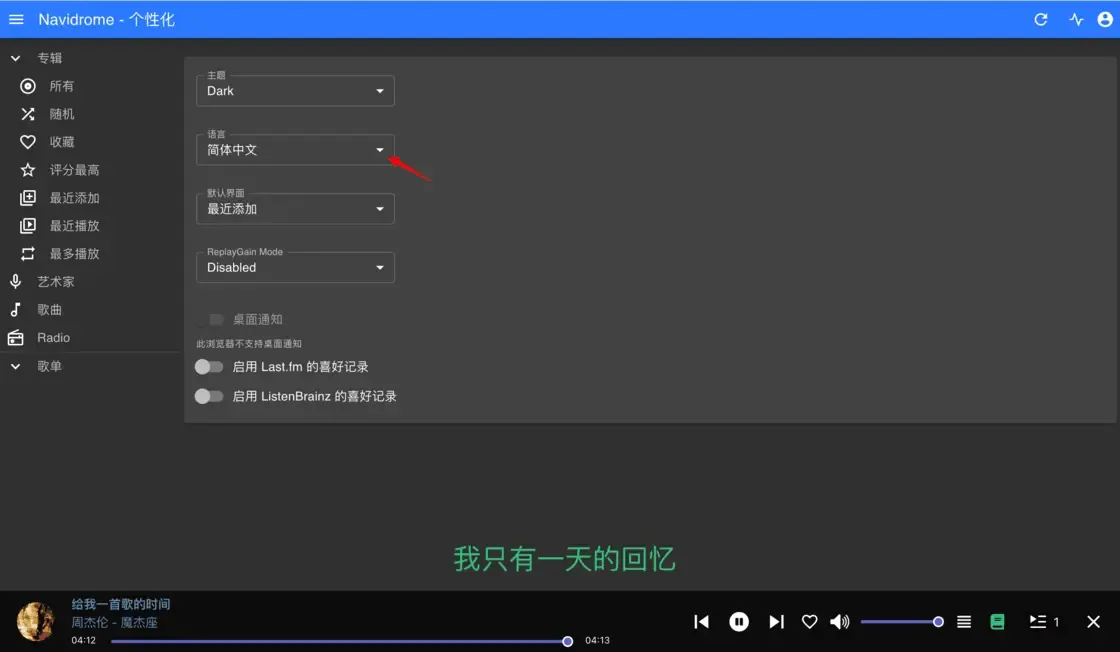 Navidrome - 个性化
专辑
所有
随机
收藏
评分最高
最近添加
最近播放
最多播放
艺术家
歌曲
Radio
歌单
主题
Dark
语言
简体中文
默认界面
最近添加
ReplayGain Mode
Disabled
桌面通知
此浏览器不支持桌面通知
启用 Last.fm 的喜好记录
启用 ListenBrainz 的喜好记录
我只有一天的回忆
给我一首歌的时间
周杰伦 - 魔杰座
04:12
04:13
1